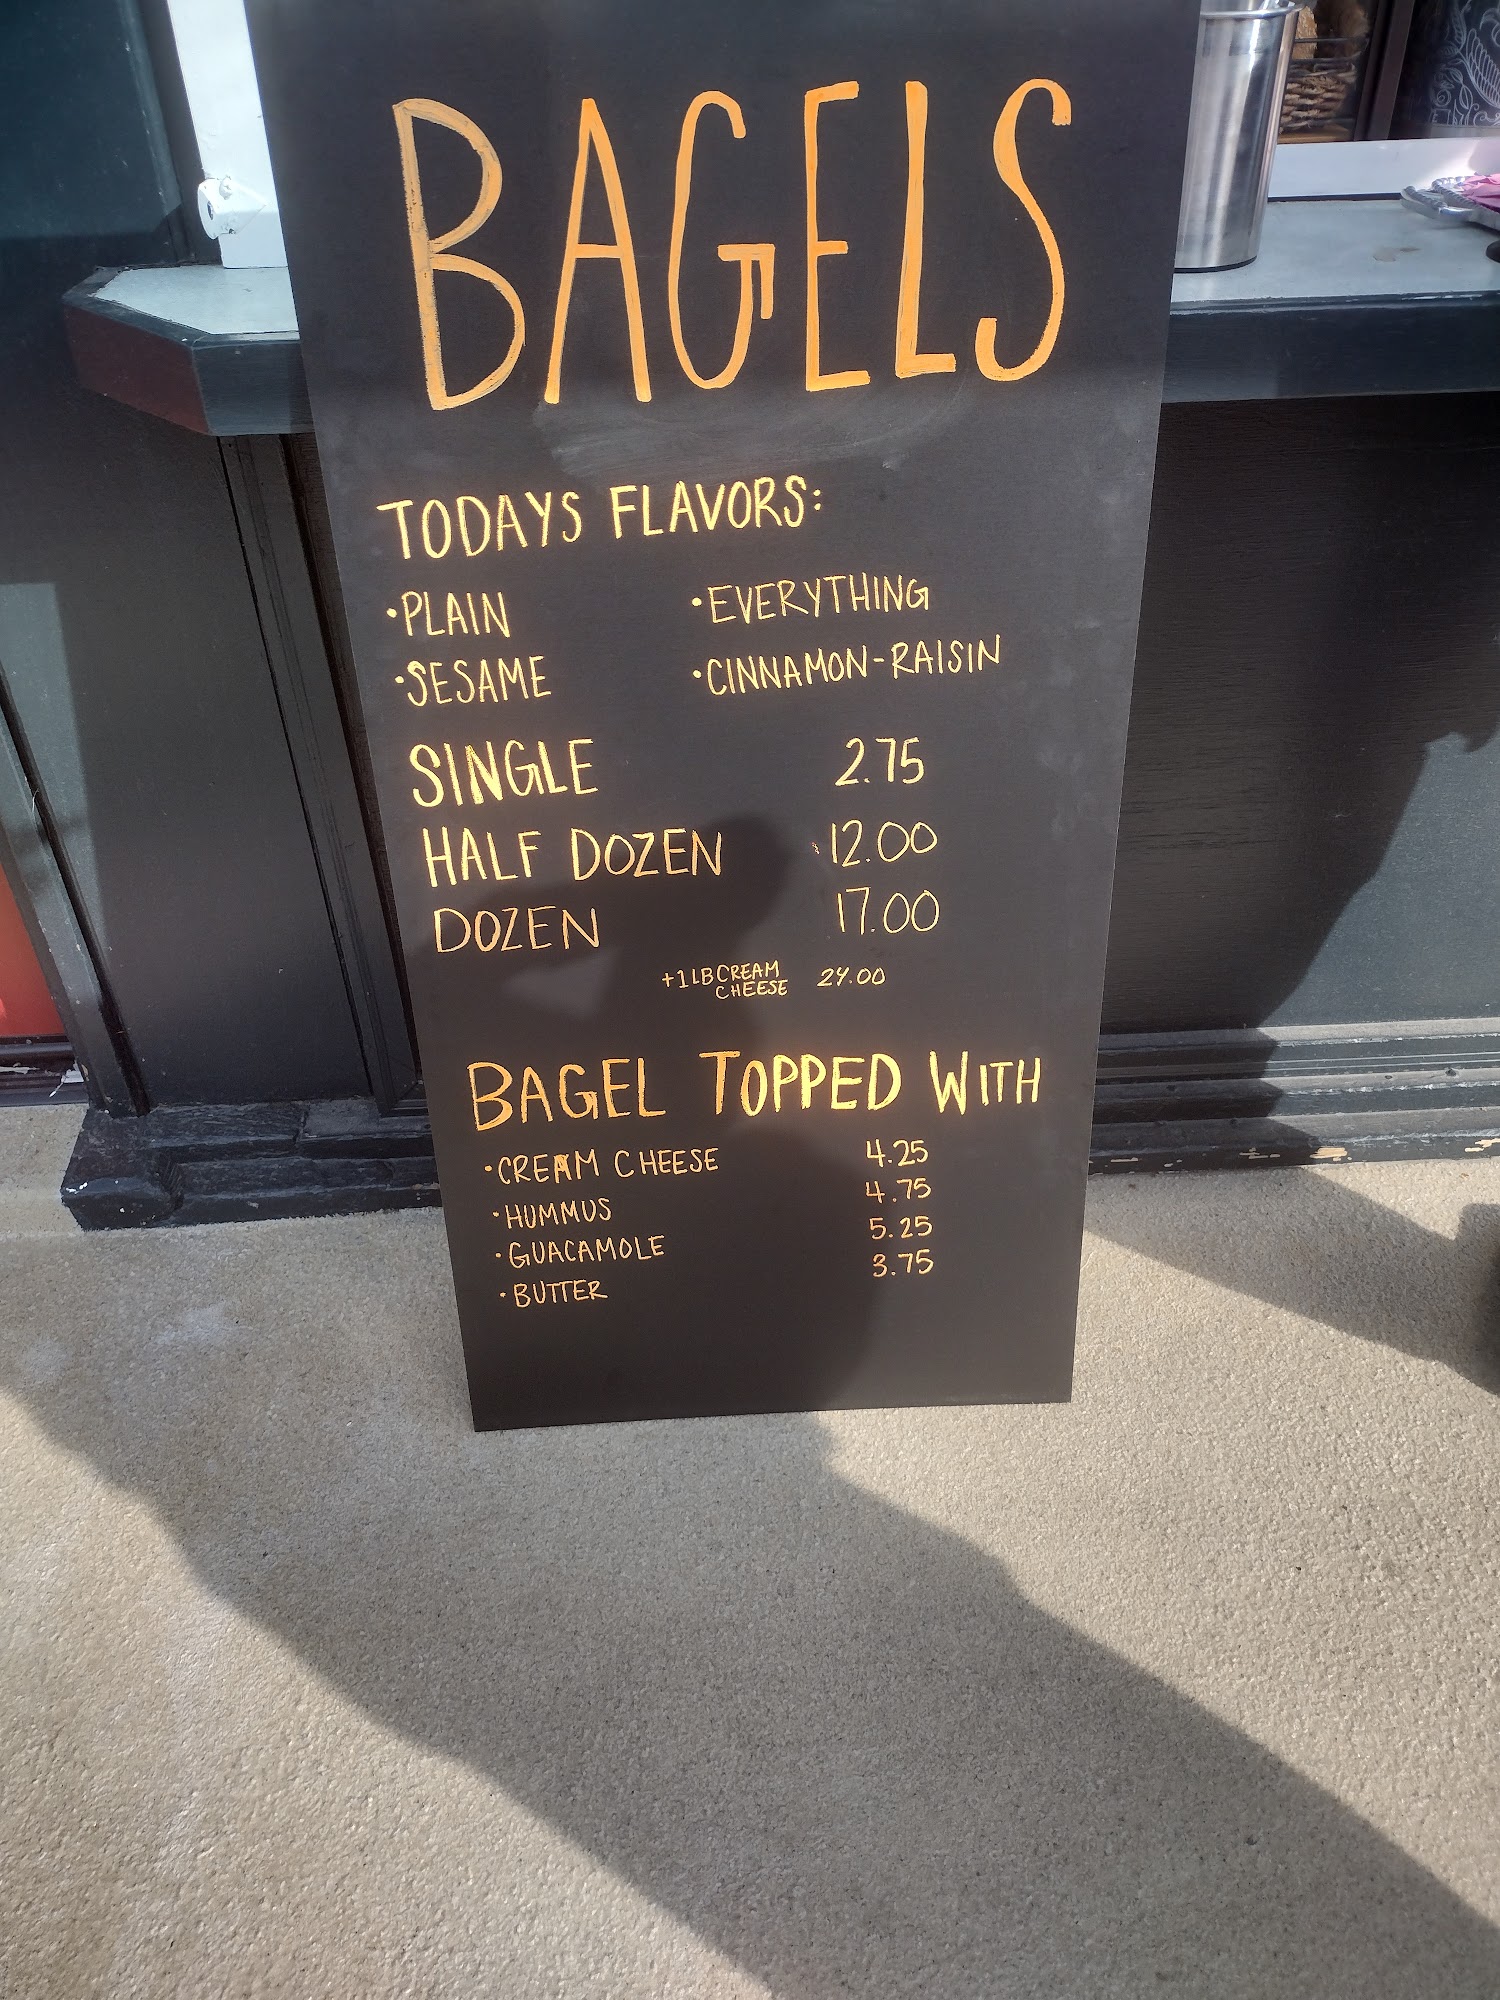 BAGELS
TODAYS FLAVORS:
•PLAIN •EVERYTHING
•SESAME •CINNAMON-RAISIN
SINGLE 2.75
HALF DOZEN 12.00
DOZEN 17.00
+1 LB CREAM
CHEESE 24.00
BAGEL TOPPED WITH
•CREAM CHEESE 4.25
•HUMMUS 4.75
•GUACAMOLE 5.25
•BUTTER 3.75